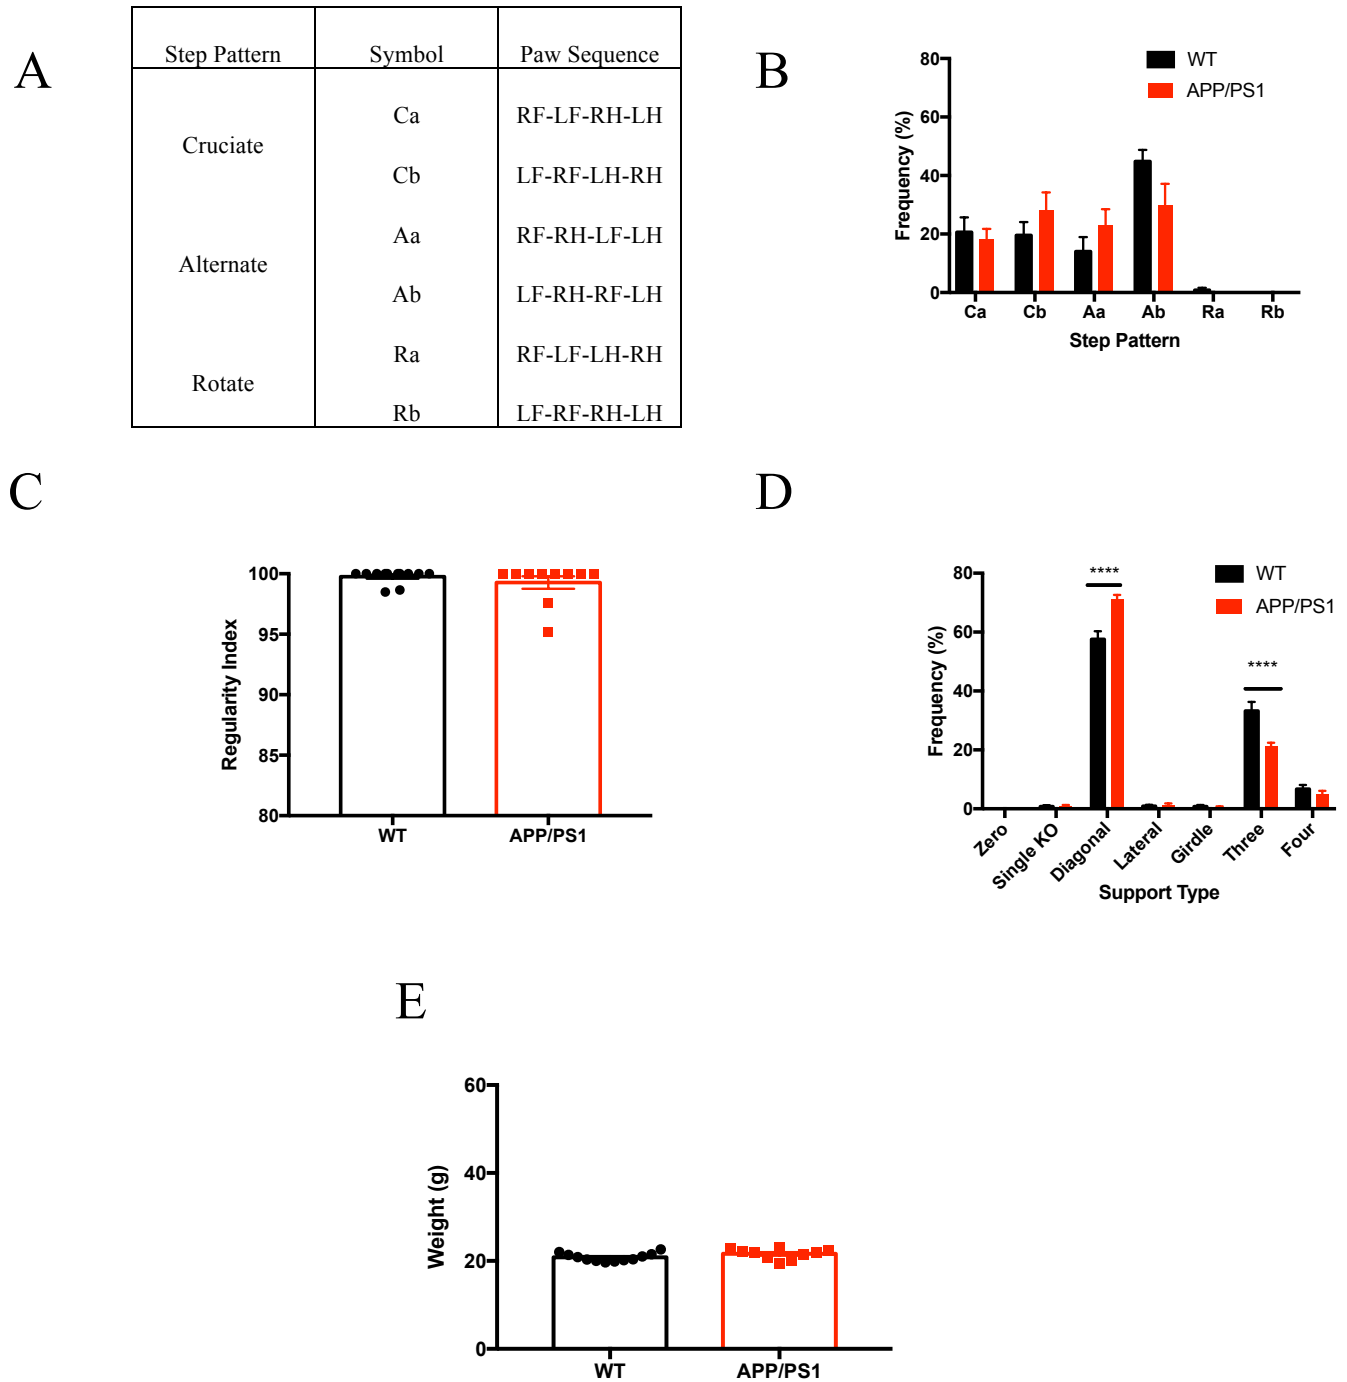 A
Step Pattern Symbol Paw Sequence
Cruciate
Ca RF-LF-RH-LH
Cb LF-RF-LH-RH
Alternate
Aa RF-RH-LF-LH
Ab LF-RH-RF-LH
Rotate
Ra RF-LF-LH-RH
Rb LF-RF-RH-LH
B
WT
APP/PS1
Frequency (%)
80
60
40
20
0
Ca Cb Aa Ab Ra Rb
Step Pattern
C
Regularity Index
100
95
90
85
80
WT APP/PS1
D
WT
APP/PS1
****
****
Frequency (%)
80
60
40
20
0
Zero Single KO Diagonal Lateral Girdle Three Four
Support Type
E
Weight (g)
60
40
20
0
WT APP/PS1